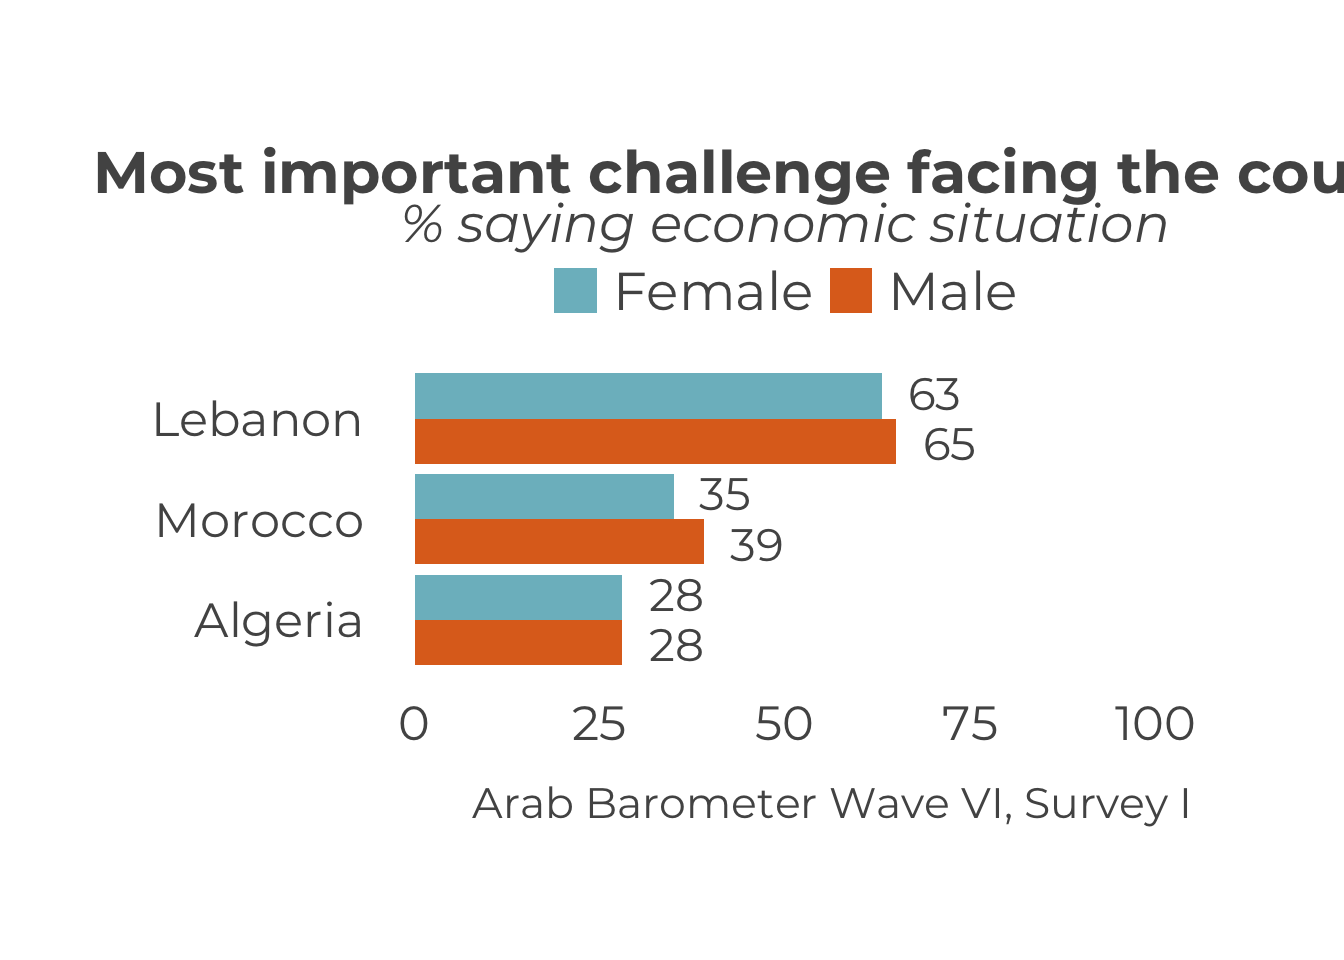 Most important challenge facing the cou
% saying economic situation
Female Male
Lebanon
63
65
Morocco
35
39
Algeria
28
28
0 25 50 75 100
Arab Barometer Wave VI, Survey I